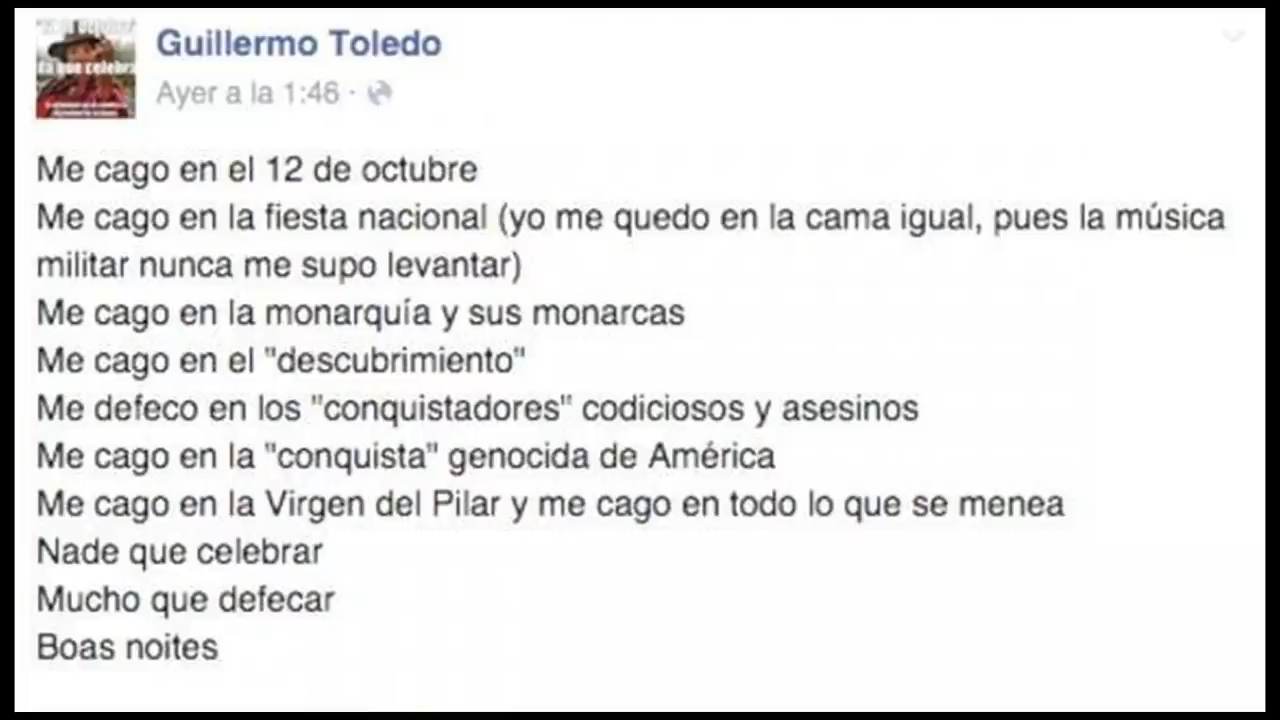 Guillermo Toledo
Ayer a la 1:46 ·
Me cago en el 12 de octubre
Me cago en la fiesta nacional (yo me quedo en la cama igual, pues la música
militar nunca me supo levantar)
Me cago en la monarquía y sus monarcas
Me cago en el "descubrimiento"
Me defeco en los "conquistadores" codiciosos y asesinos
Me cago en la "conquista" genocida de América
Me cago en la Virgen del Pilar y me cago en todo lo que se menea
Nade que celebrar
Mucho que defecar
Boas noites